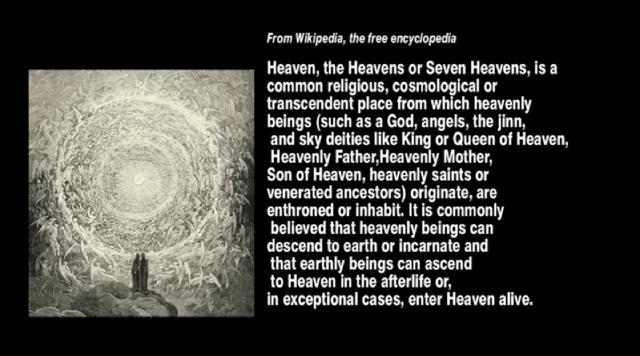 From Wikipedia, the free encyclopedia
Heaven, the Heavens or Seven Heavens, is a
common religious, cosmological or
transcendent place from which heavenly
beings (such as a God, angels, the jinn,
and sky deities like King or Queen of Heaven,
Heavenly Father,Heavenly Mother,
Son of Heaven, heavenly saints or
venerated ancestors) originate, are
enthroned or inhabit. It is commonly
believed that heavenly beings can
descend to earth or incarnate and
that earthly beings can ascend
to Heaven in the afterlife or,
in exceptional cases, enter Heaven alive.